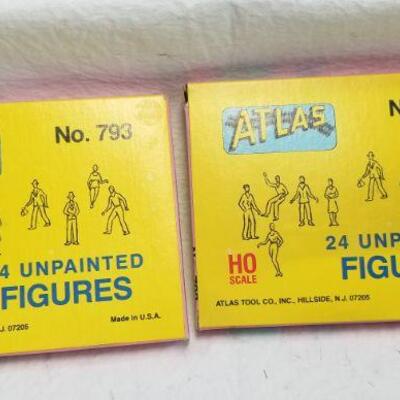 No. 793
4 UNPAINTED
FIGURES
J. 07205
Made in U.S.A.
ATLAS
N
HO
SCALE
24 UNP
FIGU
ATLAS TOOL CO., INC., HILLSIDE, N.J. 07205